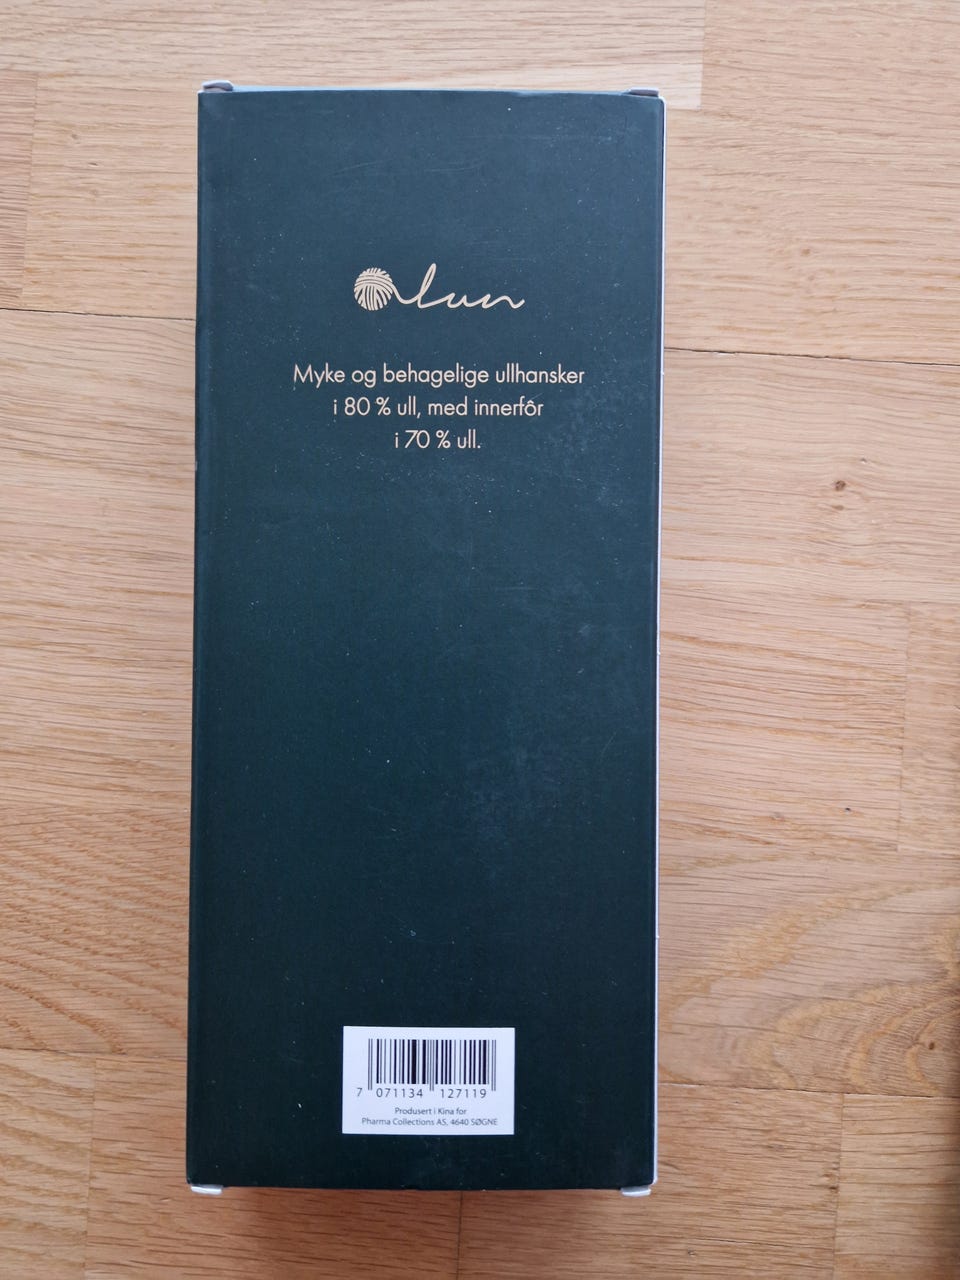 lun
Myke og behagelige ullhansker
i 80 % ull, med innerfôr
i 70 % ull.
7 071134 127119
Produsert i Kina for
Pharma Collections AS, 4640 SØGNE